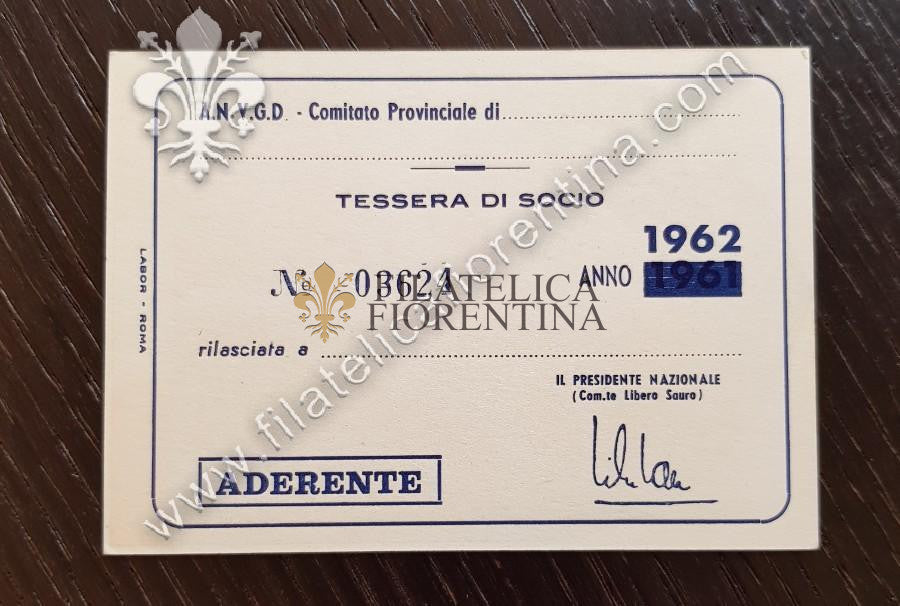 A.N.V.G.D. - Comitato Provinciale di
TESSERA DI SOCIO
1962
No 03624 ANNO 1961
FILATELICA
FIORENTINA
rilasciata a
IL PRESIDENTE NAZIONALE
(Com.te Libero Sauro)
ADERENTE
LABOR - ROMA
www.filatelicafiorentina.com